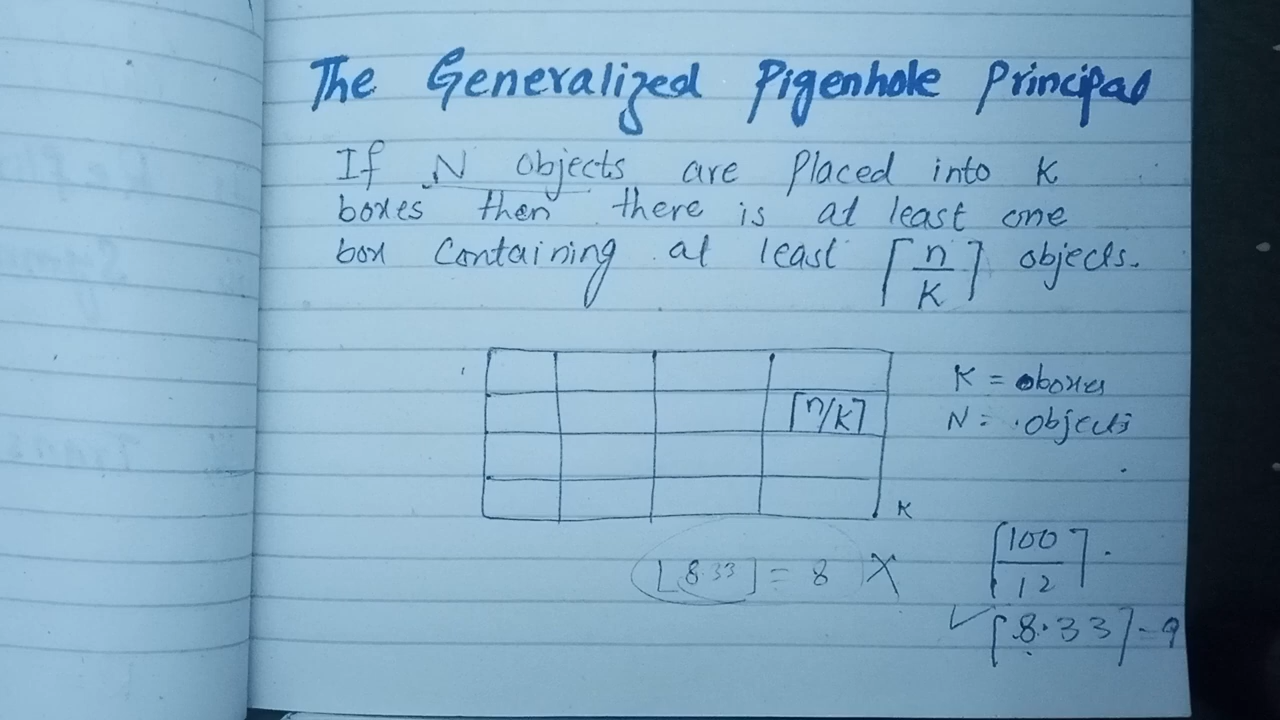 The Generalized Pigenhole Principal
If N objects are Placed into K
boxes then there is at least one
box Containing at least ⌈n/K⌉ objects.
⌈n/k⌉
K = boxes
N = objects
K
⌊8.33⌋ = 8 X
⌈100/12⌉.
✓⌈8.33⌉ = 9